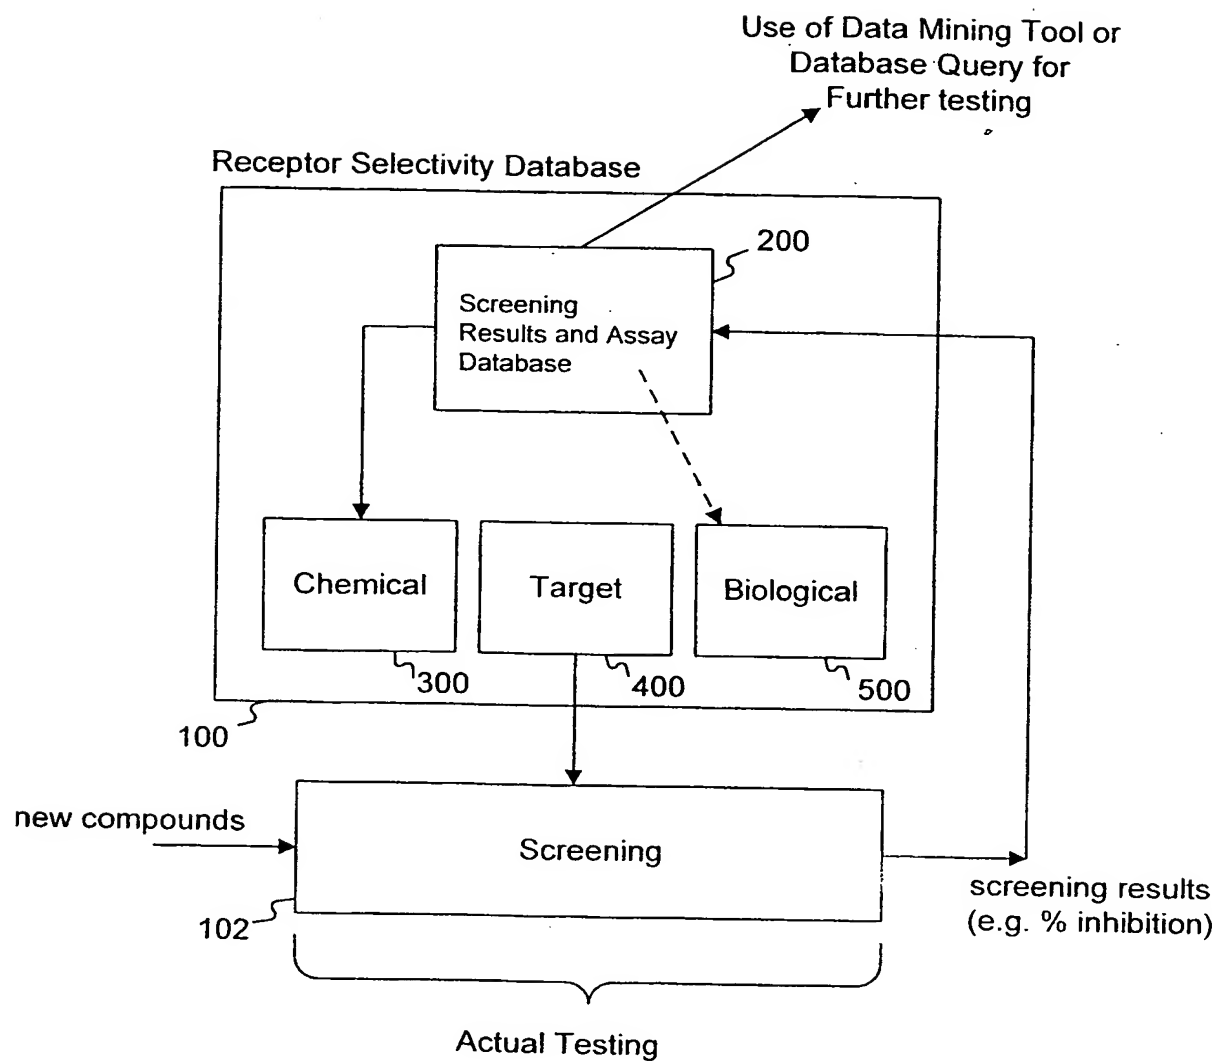 Use of Data Mining Tool or
Database Query for
Further testing
Receptor Selectivity Database
200
Screening
Results and Assay
Database
Chemical
Target
Biological
300
400
500
100
new compounds
Screening
screening results
(e.g. % inhibition)
102
Actual Testing